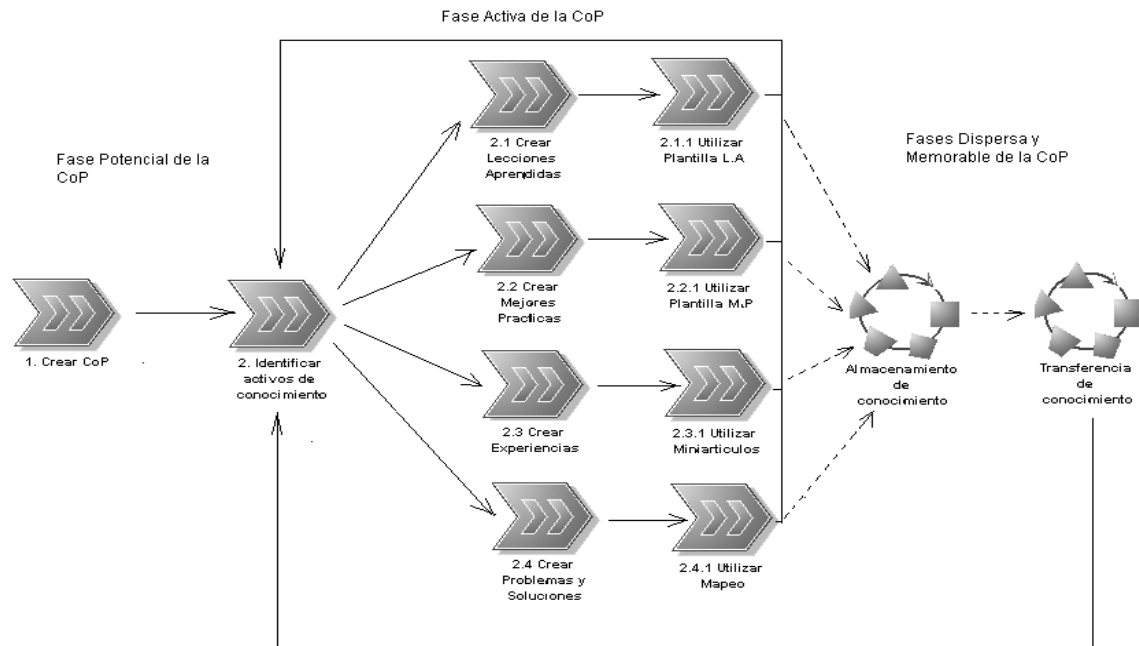 Fase Activa de la CoP
Fase Potencial de la
CoP
Fases Dispersa y
Memorable de la CoP
1. Crear CoP
2. Identificar
activos de
conocimiento
2.1 Crear
Lecciones
Aprendidas
2.1.1 Utilizar
Plantilla L.A
2.2 Crear
Mejores
Practicas
2.2.1 Utilizar
Plantilla M.P
2.3 Crear
Experiencias
2.3.1 Utilizar
Miniarticulos
2.4 Crear
Problemas y
Soluciones
2.4.1 Utilizar
Mapeo
Almacenamiento
de
conocimiento
Transferencia
de
conocimiento